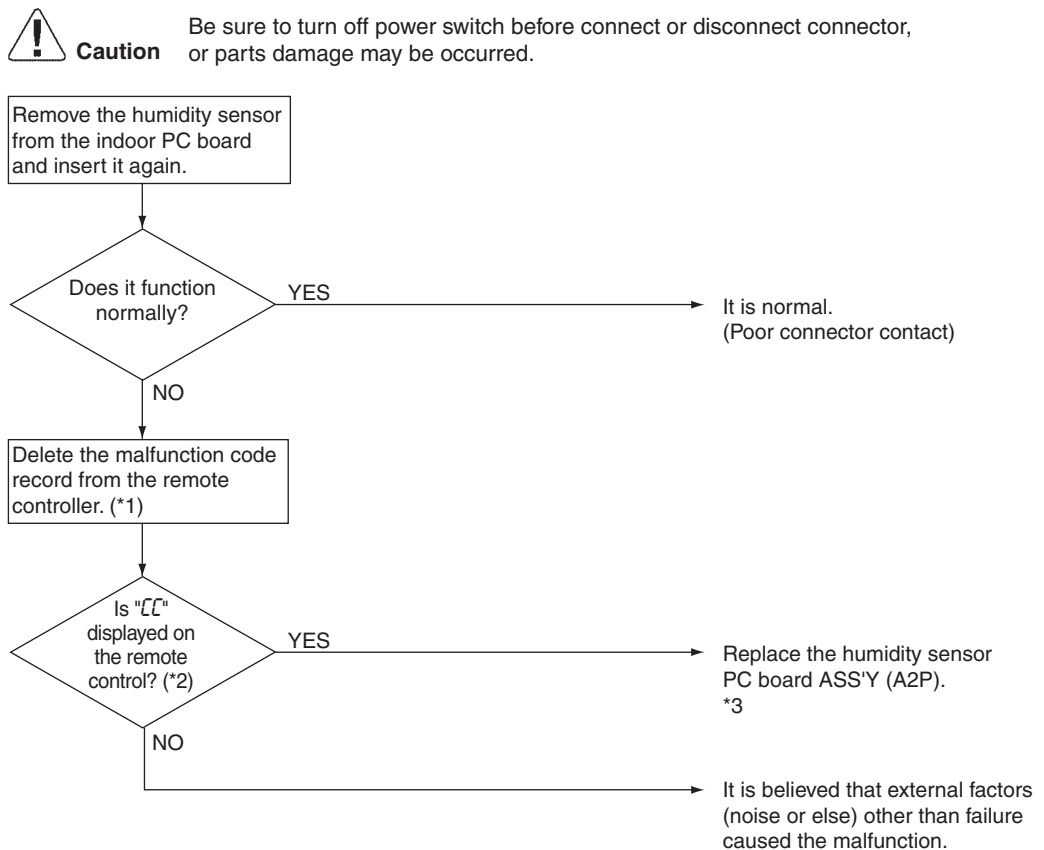 Be sure to turn off power switch before connect or disconnect connector,
Caution or parts damage may be occurred.
Remove the humidity sensor
from the indoor PC board
and insert it again.
Does it function
normally?
YES
It is normal.
(Poor connector contact)
NO
Delete the malfunction code
record from the remote
controller. (*1)
Is "CC"
displayed on
the remote
control? (*2)
YES
Replace the humidity sensor
PC board ASS'Y (A2P).
*3
NO
It is believed that external factors
(noise or else) other than failure
caused the malfunction.